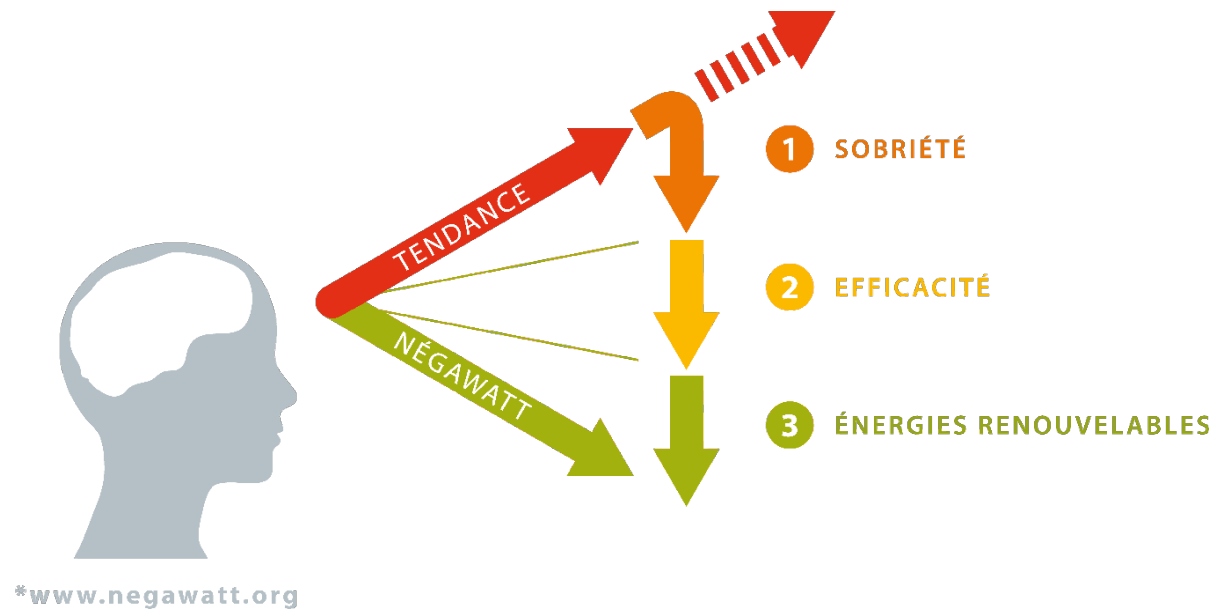 TENDANCE
NÉGAWATT
1 SOBRIÉTÉ
2 EFFICACITÉ
3 ÉNERGIES RENOUVELABLES
*www.negawatt.org